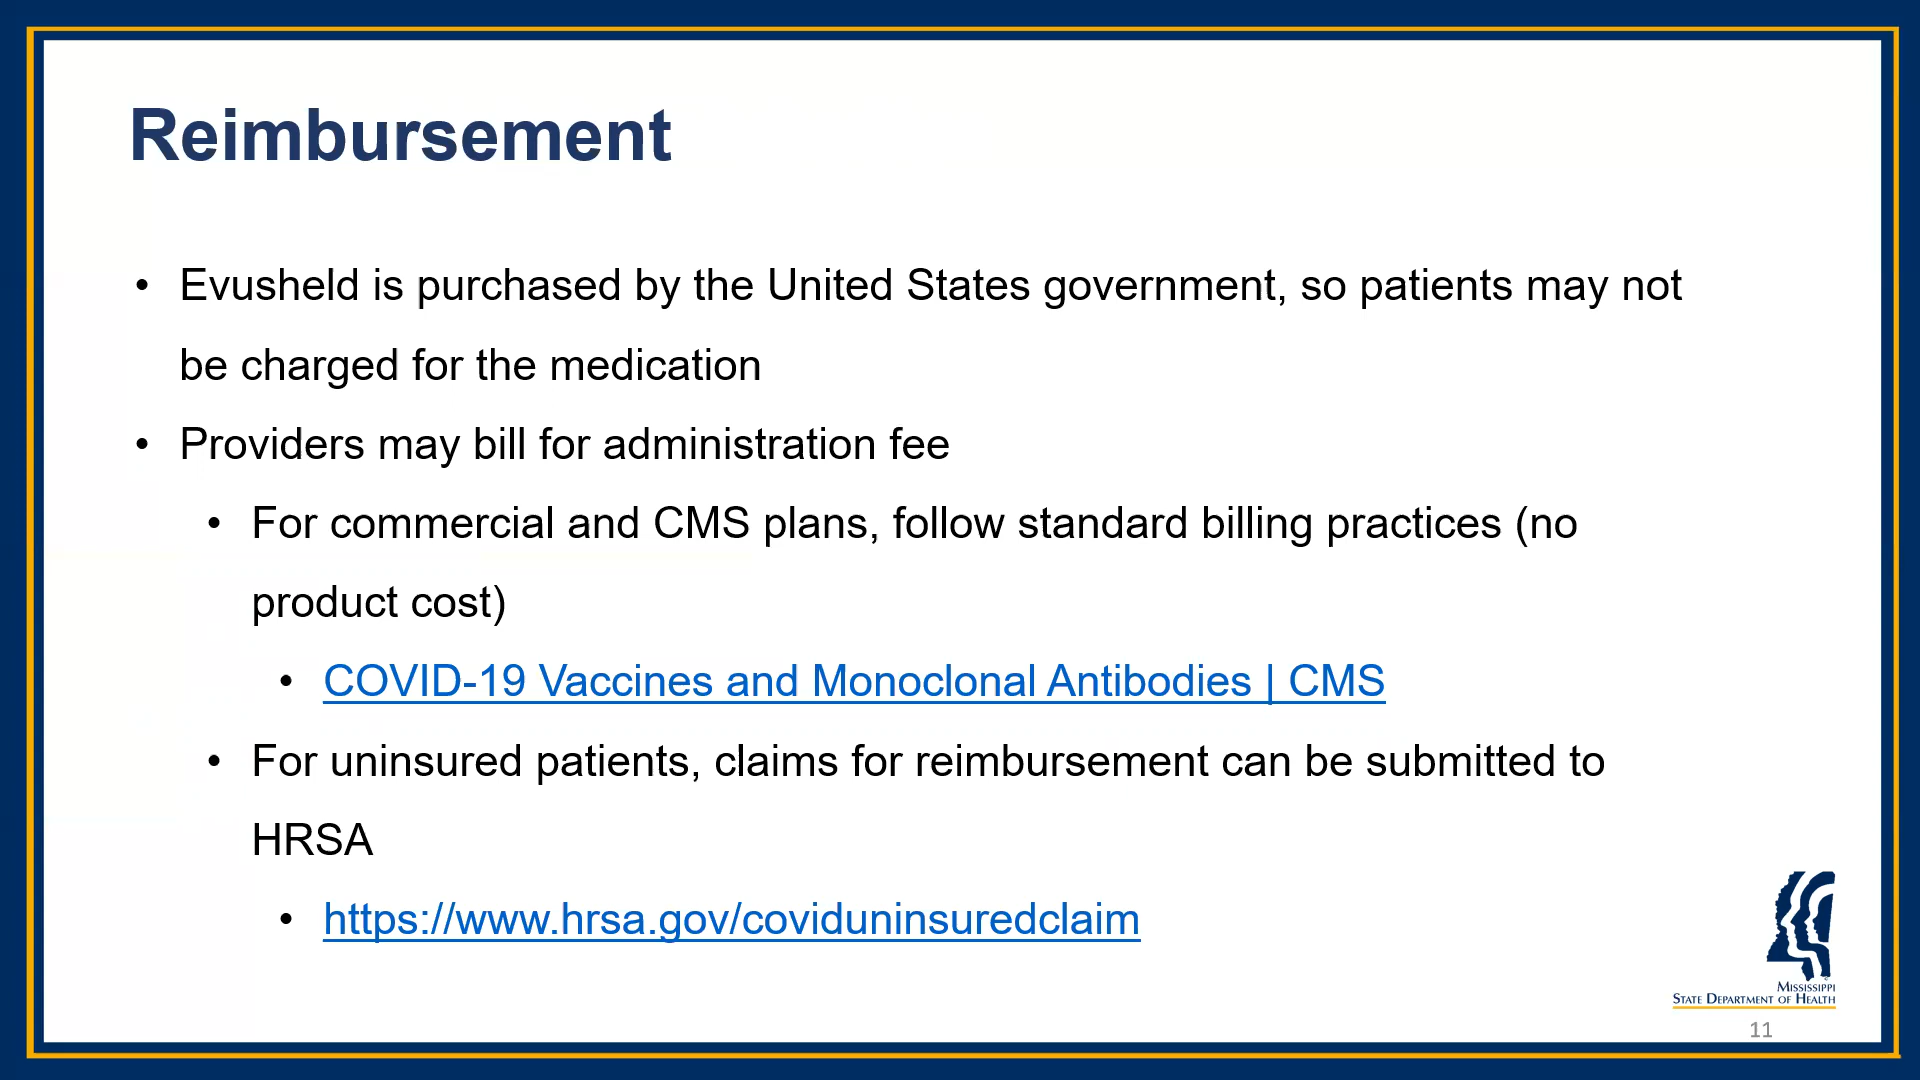 Reimbursement
• Evusheld is purchased by the United States government, so patients may not
be charged for the medication
• Providers may bill for administration fee
• For commercial and CMS plans, follow standard billing practices (no
product cost)
• COVID-19 Vaccines and Monoclonal Antibodies | CMS
• For uninsured patients, claims for reimbursement can be submitted to
HRSA
• https://www.hrsa.gov/coviduninsuredclaim
Mississippi
State Department of Health
11